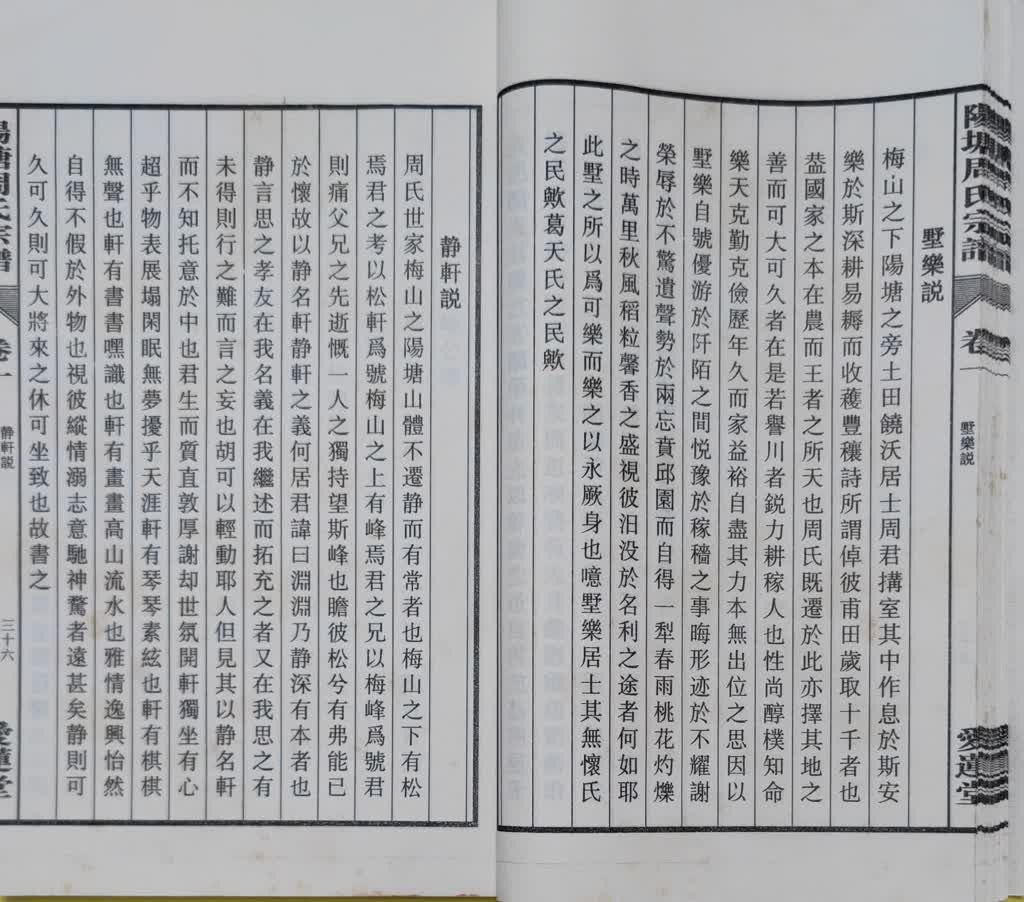 陽塘周氏宗譜
卷一
墅樂説
愛蓮堂
墅樂説
梅山之下陽塘之旁土田饒沃居士周君搆室其中作息於斯安
樂於斯深耕易耨而收蓷豐穰詩所謂倬彼甫田歲取十千者也
盐國家之本在農而王者之所天也周氏既遷於此亦擇其地之
善而可大可久者在是若譽川者鋭力耕稼人也性尚醇樸知命
樂天克勤克儉歷年久而家益裕自盡其力本無出位之思因以
墅樂自號優游於阡陌之間悦豫於稼穡之事晦形迹於不耀謝
榮辱於不驚遺聲勢於兩忘賁邱園而自得一犁春雨桃花灼爍
之時萬里秋風稻粒馨香之盛視彼汨没於名利之途者何如耶
此墅之所以爲可樂而樂之以永厥身也噫墅樂居士其無懷氏
之民歟葛天氏之民歟
静軒説
周氏世家梅山之陽塘山體不遷静而有常者也梅山之下有松
焉君之考以松軒爲號梅山之上有峰焉君之兄以梅峰爲號君
則痛父兄之先逝慨一人之獨持望斯峰也瞻彼松兮有弗能已
於懷故以静名軒静軒之義何居君諱曰淵淵乃静深有本者也
静言思之孝友在我名義在我繼述而拓充之者又在我思之有
未得則行之難而言之妄也胡可以輕動耶人但見其以静名軒
而不知托意於中也君生而質直敦厚謝却世氛開軒獨坐有心
超乎物表展塌閑眠無夢擾乎天涯軒有琴琴素絃也軒有棋棋
無聲也軒有書書嘿識也軒有畫畫高山流水也雅情逸興怡然
自得不假於外物也視彼縱情溺志意馳神騖者遠甚矣静則可
久可久則可大將來之休可坐致也故書之
陽塘周氏宗譜
卷一
静軒説
三十六
愛蓮堂